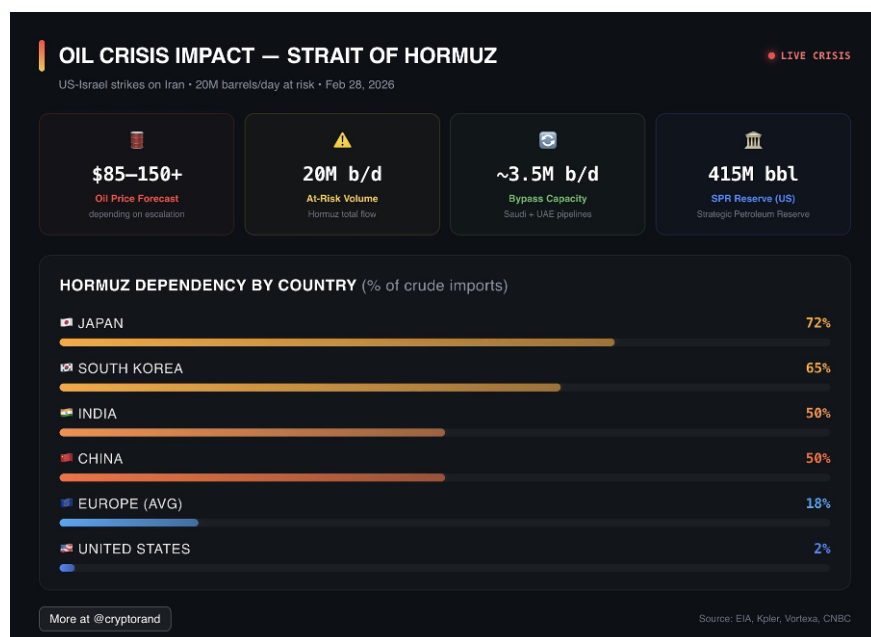 OIL CRISIS IMPACT — STRAIT OF HORMUZ
LIVE CRISIS
US-Israel strikes on Iran • 20M barrels/day at risk • Feb 28, 2026
$85–150+
Oil Price Forecast
depending on escalation
20M b/d
At-Risk Volume
Hormuz total flow
~3.5M b/d
Bypass Capacity
Saudi + UAE pipelines
415M bbl
SPR Reserve (US)
Strategic Petroleum Reserve
HORMUZ DEPENDENCY BY COUNTRY (% of crude imports)
JAPAN 72%
SOUTH KOREA 65%
INDIA 50%
CHINA 50%
EUROPE (AVG) 18%
UNITED STATES 2%
More at @cryptorand
Source: EIA, Kpler, Vortexa, CNBC